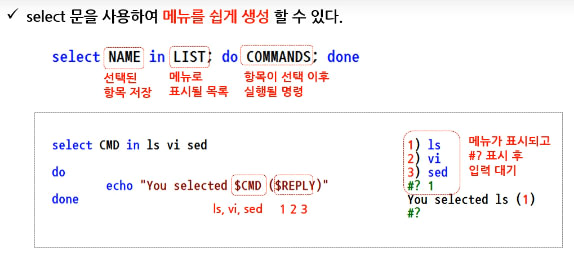 ✓ select 문을 사용하여 메뉴를 쉽게 생성 할 수 있다.
select NAME in LIST; do COMMANDS; done
선택된 항목 저장
메뉴로 표시될 목록
항목이 선택 이후 실행될 명령
select CMD in ls vi sed
do
echo "You selected $CMD ($REPLY)"
done
ls, vi, sed
1 2 3
1) ls
2) vi
3) sed
#? 1
You selected ls (1)
#?
메뉴가 표시되고
#? 표시 후
입력 대기